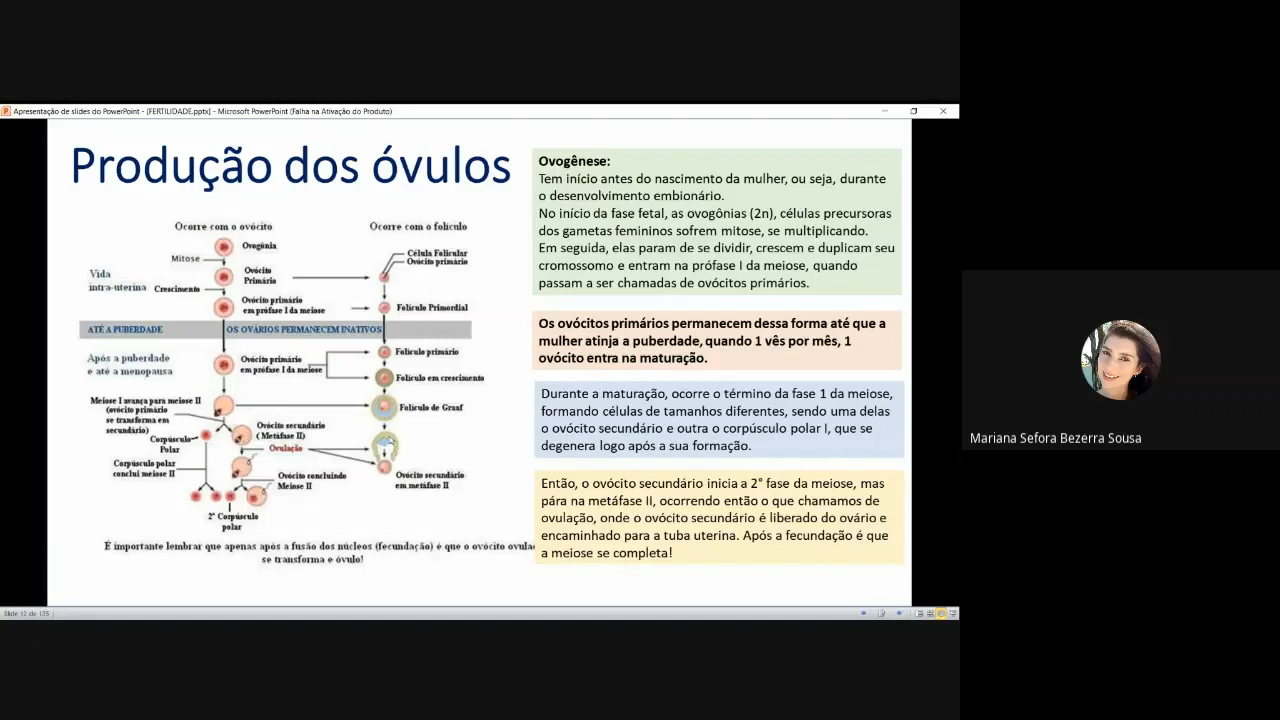 Apresentação de slides do PowerPoint - [FERTILIDADE.pptx] - Microsoft PowerPoint (Falha na Ativação do Produto)
Produção dos óvulos
Ocorre com o ovócito
Ocorre com o folículo
Ovogônia
Mitose
Célula Folicular
Ovócito primário
Vida
intra-uterina
Ovócito
Primário
Crescimento
Ovócito primário
em prófase I da meiose
Folículo Primordial
ATÉ A PUBERDADE
OS OVÁRIOS PERMANECEM INATIVOS
Após a puberdade
e até a menopausa
Ovócito primário
em prófase I da meiose
Folículo primário
Folículo em crescimento
Meiose I avança para meiose II
(ovócito primário
se transforma em
secundário)
Folículo de Graaf
Corpúsculo
Polar
Ovócito secundário
(Metáfase II)
Ovulação
Corpúsculo polar
conclui meiose II
Ovócito concluindo
Meiose II
Ovócito secundário
em metáfase II
2º Corpúsculo
polar
É importante lembrar que apenas após a fusão dos núcleos (fecundação) é que o ovócito ovula
se transforma e óvulo!
Ovogênese:
Tem início antes do nascimento da mulher, ou seja, durante
o desenvolvimento embionário.
No início da fase fetal, as ovogônias (2n), células precursoras
dos gametas femininos sofrem mitose, se multiplicando.
Em seguida, elas param de se dividir, crescem e duplicam seu
cromossomo e entram na prófase I da meiose, quando
passam a ser chamadas de ovócitos primários.
Os ovócitos primários permanecem dessa forma até que a
mulher atinja a puberdade, quando 1 vês por mês, 1
ovócito entra na maturação.
Durante a maturação, ocorre o término da fase 1 da meiose,
formando células de tamanhos diferentes, sendo uma delas
o ovócito secundário e outra o corpúsculo polar I, que se
degenera logo após a sua formação.
Então, o ovócito secundário inicia a 2° fase da meiose, mas
pára na metáfase II, ocorrendo então o que chamamos de
ovulação, onde o ovócito secundário é liberado do ovário e
encaminhado para a tuba uterina. Após a fecundação é que
a meiose se completa!
Slide 12 de 125
Mariana Sefora Bezerra Sousa